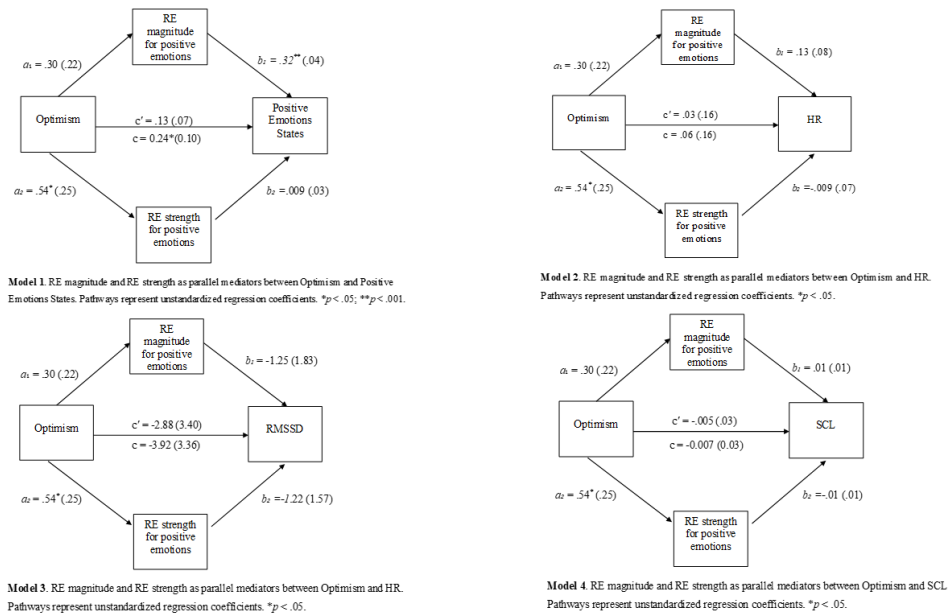 RE
magnitude
for positive
emotions
a₁ = .30 (.22)
b₁ = .32** (.04)
Optimism
c′ = .13 (.07)
c = 0.24*(0.10)
Positive
Emotions
States
a₂ = .54* (.25)
b₂ =.009 (.03)
RE strength
for positive
emotions
Model 1. RE magnitude and RE strength as parallel mediators between Optimism and Positive
Emotions States. Pathways represent unstandardized regression coefficients. *p < .05; **p < .001.
RE
magnitude
for positive
emotions
a₁ = .30 (.22)
b₁ = .13 (.08)
Optimism
c′ = .03 (.16)
c = .06 (.16)
HR
a₂ = .54* (.25)
b₂ =-.009 (.07)
RE strength
for positive
emotions
Model 2. RE magnitude and RE strength as parallel mediators between Optimism and HR.
Pathways represent unstandardized regression coefficients. *p < .05.
RE
magnitude
for positive
emotions
a₁ = .30 (.22)
b₁ = -1.25 (1.83)
Optimism
c′ = -2.88 (3.40)
c = -3.92 (3.36)
RMSSD
a₂ = .54* (.25)
b₂ =-1.22 (1.57)
RE strength
for positive
emotions
Model 3. RE magnitude and RE strength as parallel mediators between Optimism and HR.
Pathways represent unstandardized regression coefficients. *p < .05.
RE
magnitude
for positive
emotions
a₁ = .30 (.22)
b₁ = .01 (.01)
Optimism
c′ = -.005 (.03)
c = -0.007 (0.03)
SCL
a₂ = .54* (.25)
b₂ =-.01 (.01)
RE strength
for positive
emotions
Model 4. RE magnitude and RE strength as parallel mediators between Optimism and SCL
Pathways represent unstandardized regression coefficients. *p < .05.